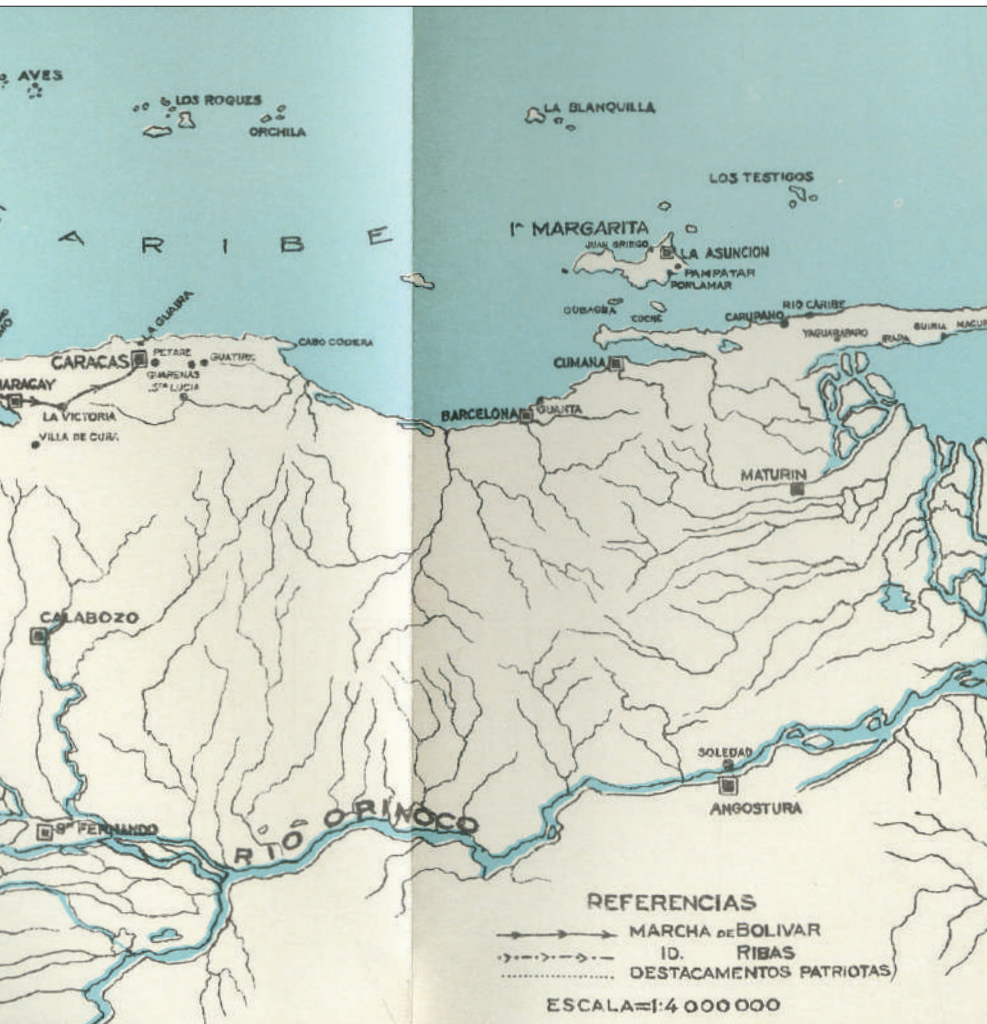 AVES
LOS ROQUES
ORCHILA
LA BLANQUILLA
LOS TESTIGOS
ARIBE
Iᴬ MARGARITA
JUAN GRIEGO
LA ASUNCION
PAMPATAR
PORLAMAR
CUBAGUA
COCHE
RIO CARIBE
CARUPANO
YAGUARAPARO
IRAPA
GUIRIA
MACUR
LA GUAIRA
CABO CODERA
CARACAS
PETARE
GUATIRE
GUARENAS
Sᵀᴬ LUCIA
CUMANA
ARACAY
LA VICTORIA
BARCELONA
GUANTA
VILLA DE CURA
MATURIN
CALABOZO
SOLEDAD
ANGOSTURA
Sⁿ FERNANDO
RIO ORINOCO
REFERENCIAS
MARCHA DE BOLIVAR
ID. RIBAS
DESTACAMENTOS PATRIOTAS
ESCALA=1:4 000 000